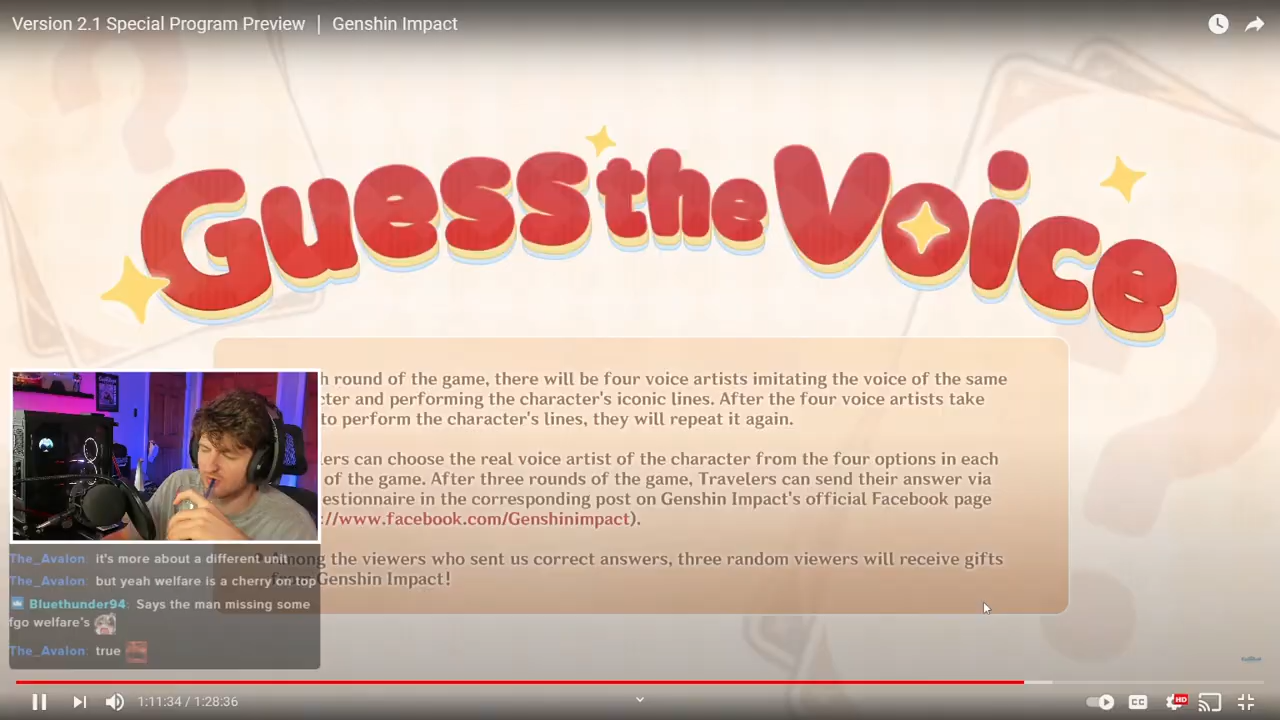 Version 2.1 Special Program Preview | Genshin Impact
Guess the Voice
h round of the game, there will be four voice artists imitating the voice of the same
cter and performing the character's iconic lines. After the four voice artists take
to perform the character's lines, they will repeat it again.
lers can choose the real voice artist of the character from the four options in each
of the game. After three rounds of the game, Travelers can send their answer via
estionnaire in the corresponding post on Genshin Impact's official Facebook page
://www.facebook.com/Genshinimpact).
Among the viewers who sent us correct answers, three random viewers will receive gifts
from Genshin Impact!
The_Avalon: it's more about a different unit
The_Avalon: but yeah welfare is a cherry on top
Bluethunder94: Says the man missing some
fgo welfare's
The_Avalon: true
1:11:34 / 1:28:36
CC
HD